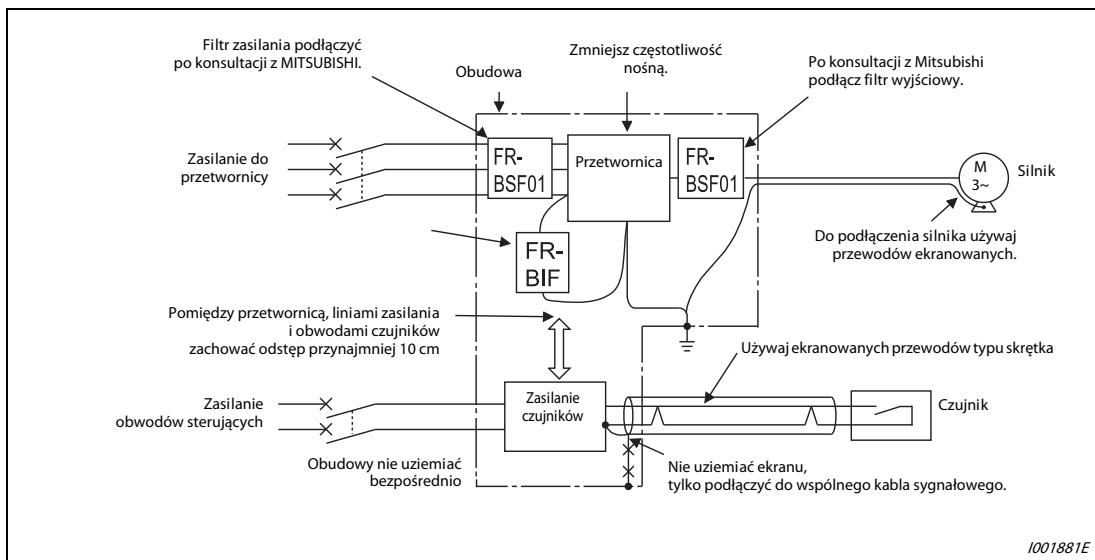 Filtr zasilania podłączyć
po konsultacji z MITSUBISHI.
Obudowa
Zmniejsz częstotliwość
nośną.
Po konsultacji z Mitsubishi
podłącz filtr wyjściowy.
Zasilanie do
przetwornicy
FR-
BSF01
Przetwornica
FR-
BSF01
M
3~
Silnik
FR-
BIF
Do podłączenia silnika używaj
przewodów ekranowanych.
Pomiędzy przetwornicą, liniami zasilania
i obwodami czujników
zachować odstęp przynajmniej 10 cm
Używaj ekranowanych przewodów typu skrętka
Zasilanie
obwodów sterujących
Zasilanie
czujników
Czujnik
Obudowy nie uziemiać
bezpośrednio
Nie uziemiać ekranu,
tylko podłączyć do wspólnego kabla sygnałowego.
I001881E